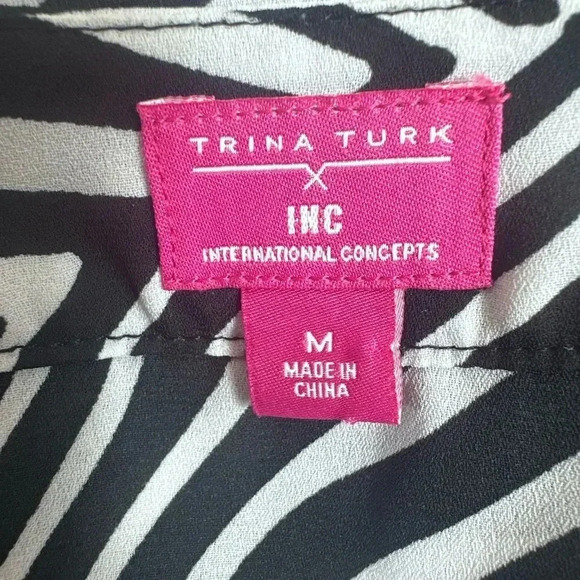 TRINA TURK
X
INC
INTERNATIONAL CONCEPTS
M
MADE IN
CHINA